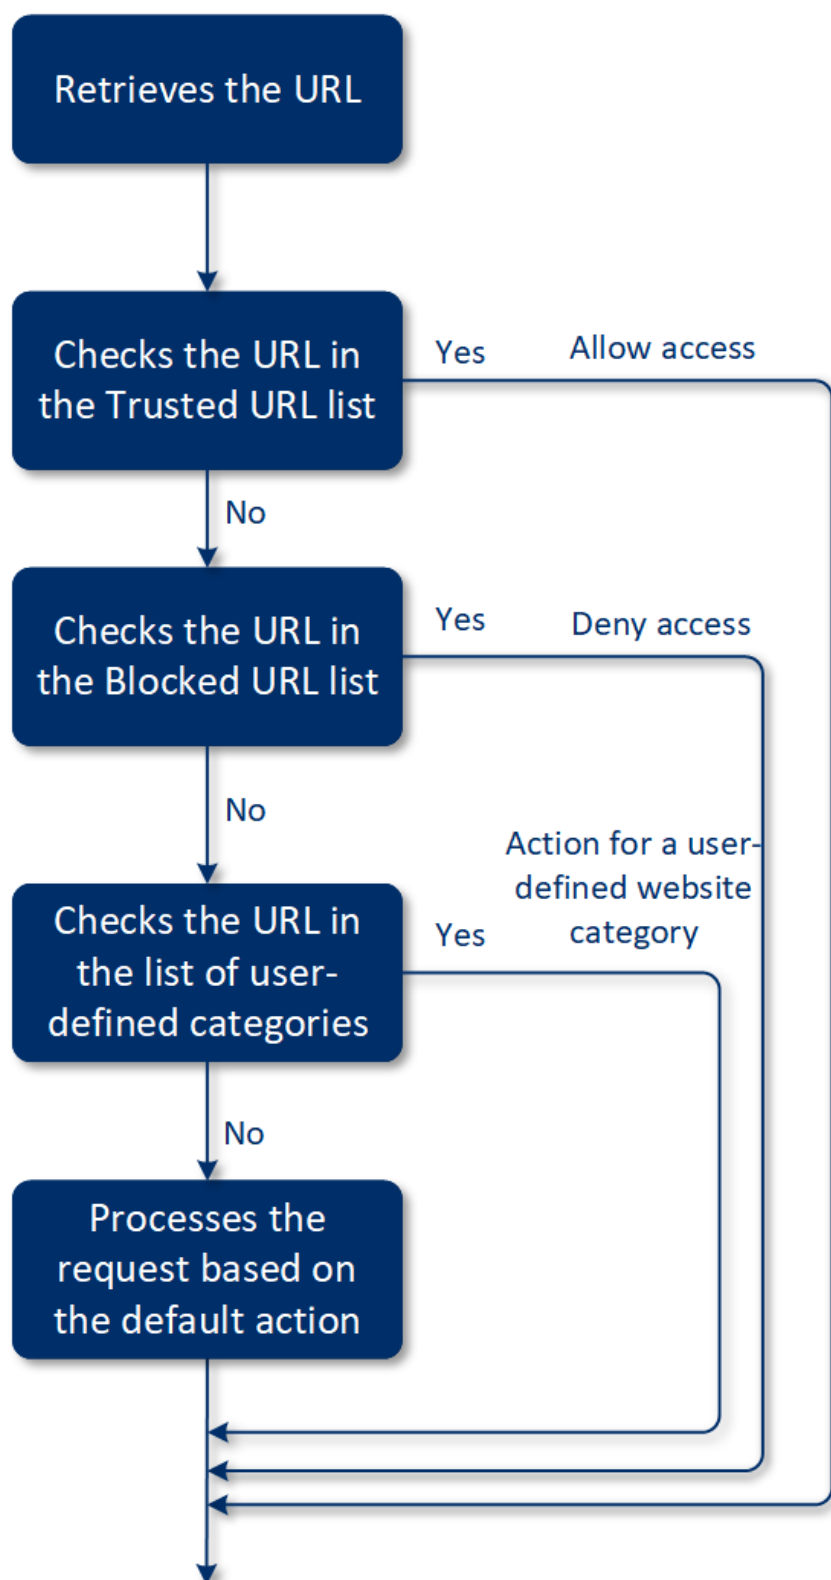 Retrieves the URL
Checks the URL in
the Trusted URL list
Yes
Allow access
No
Checks the URL in
the Blocked URL list
Yes
Deny access
No
Action for a user-
defined website
category
Checks the URL in
the list of user-
defined categories
Yes
No
Processes the
request based on
the default action